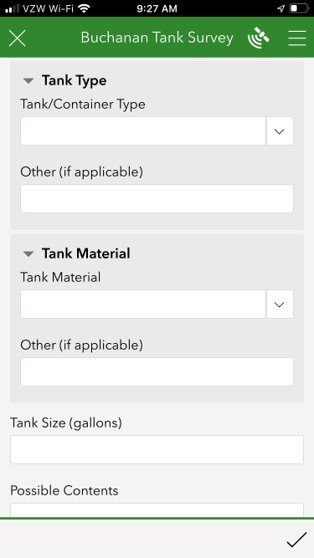 VZW Wi-Fi 9:27 AM
Buchanan Tank Survey
Tank Type
Tank/Container Type
Other (if applicable)
Tank Material
Tank Material
Other (if applicable)
Tank Size (gallons)
Possible Contents